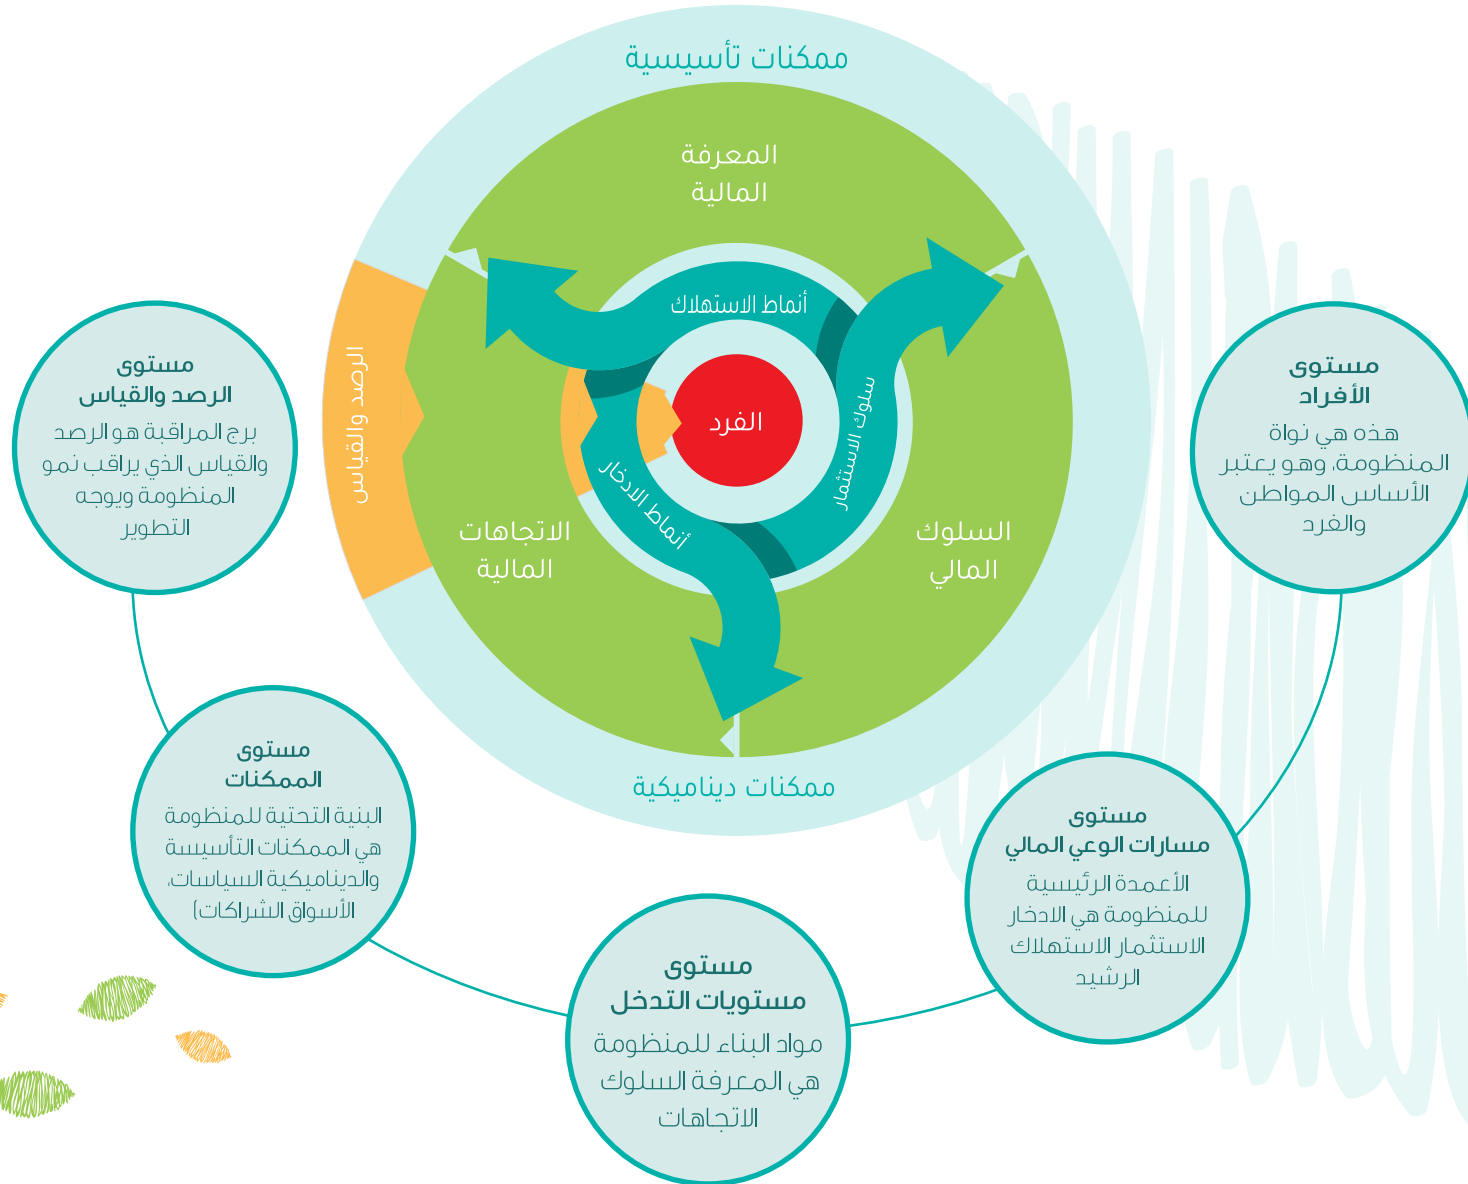 ممكنات تأسيسية
المعرفة
المالية
أنماط الاستهلاك
سلوك الاستثمار
أنماط الادخار
الفرد
الرصد والقياس
السلوك
المالي
الاتجاهات
المالية
ممكنات ديناميكية
مستوى
الأفراد
هذه هي نواة
المنظومة، وهو يعتبر
الأساس المواطن
والفرد
مستوى
مسارات الوعي المالي
الأعمدة الرئيسية
للمنظومة هي الادخار
الاستثمار الاستهلاك
الرشيد
مستوى
مستويات التدخل
مواد البناء للمنظومة
هي المعرفة السلوك
الاتجاهات
مستوى
الممكنات
البنية التحتية للمنظومة
هي الممكنات التأسيسة
والديناميكية السياسات،
الأسواق الشراكات)
مستوى
الرصد والقياس
برج المراقبة هو الرصد
والقياس الذي يراقب نمو
المنظومة ويوجه
التطوير